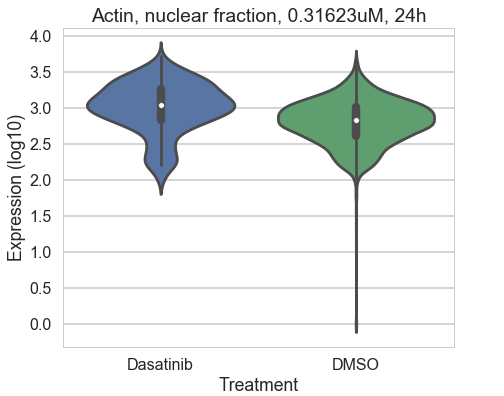 Actin, nuclear fraction, 0.31623uM, 24h
Expression (log10)
4.0
3.5
3.0
2.5
2.0
1.5
1.0
0.5
0.0
Dasatinib DMSO
Treatment